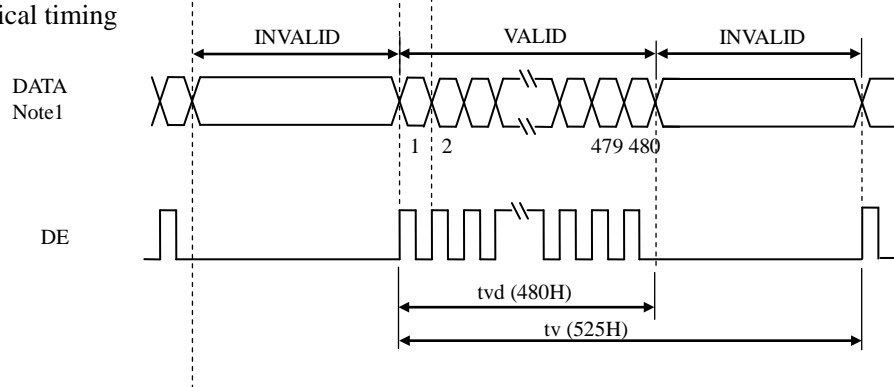 ical timing
INVALID VALID INVALID
DATA
Note1
1 2 479 480
DE
tvd (480H)
tv (525H)